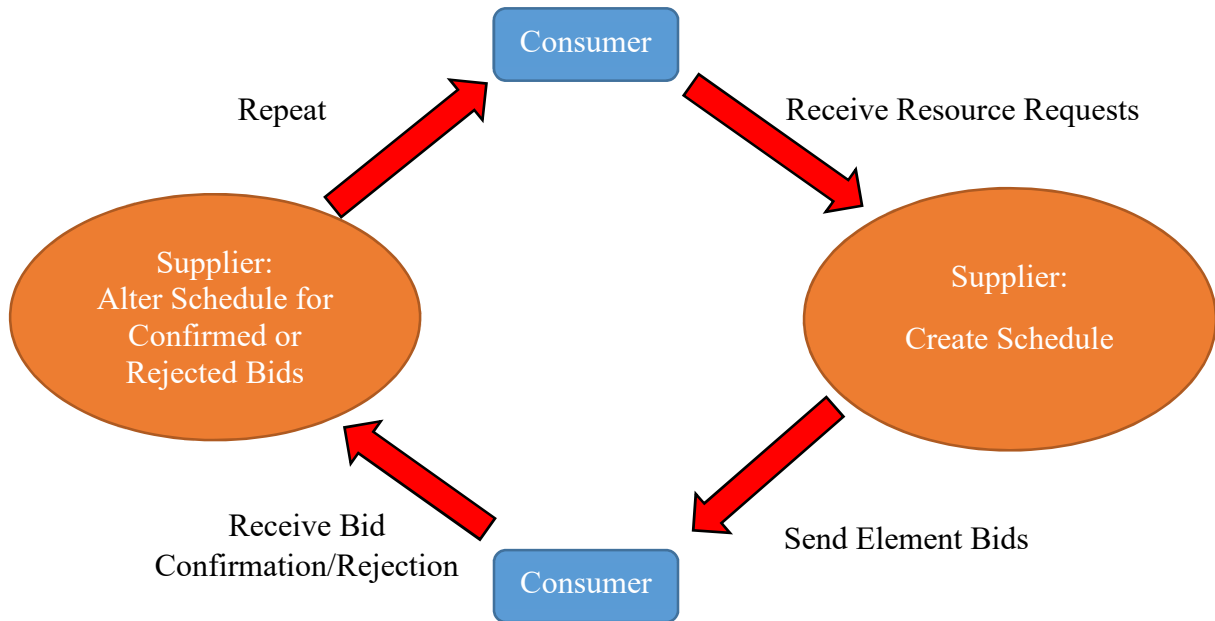 Consumer
Repeat
Receive Resource Requests
Supplier:
Alter Schedule for
Confirmed or
Rejected Bids
Supplier:
Create Schedule
Receive Bid
Confirmation/Rejection
Send Element Bids
Consumer